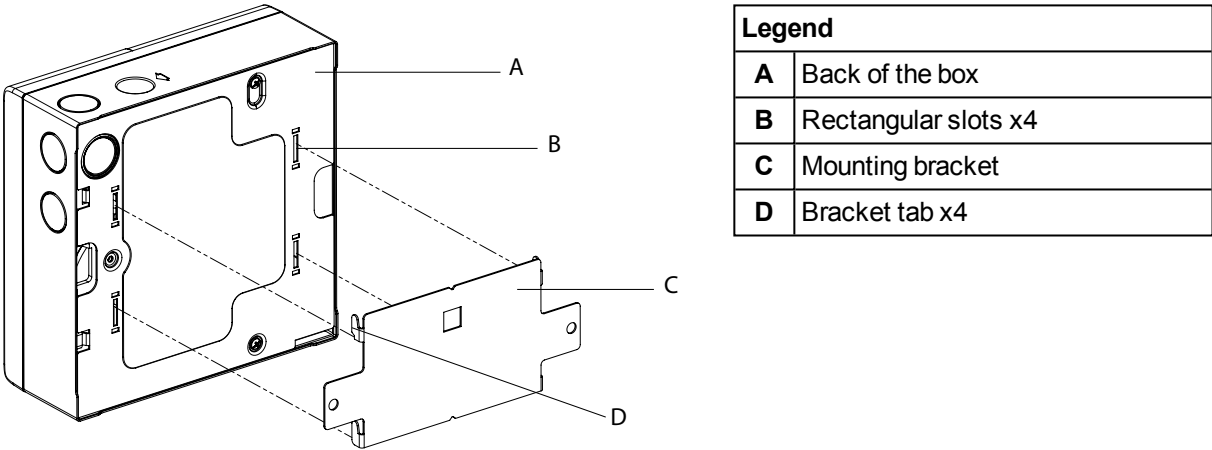 A
B
C
D
Legend
A Back of the box
B Rectangular slots x4
C Mounting bracket
D Bracket tab x4